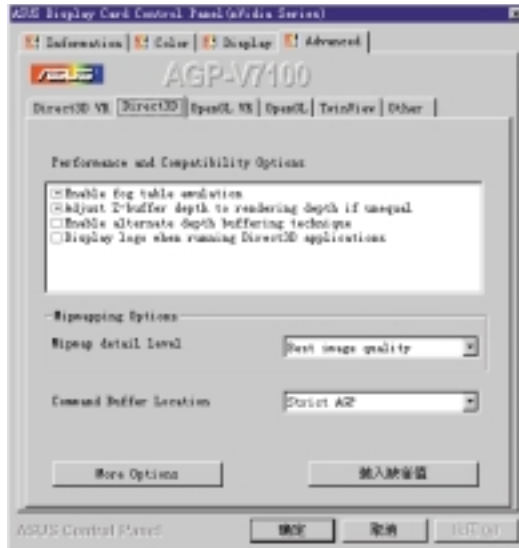 ASUS Display Card Control Panel(nVidia Series)
Information Color Display Advanced
ASUS AGP-V7100
Direct3D VR Direct3D OpenGL VR OpenGL TwinView Other
Performance and Compatibility Options
Enable fog table emulation
Adjust Z-buffer depth to rendering depth if unequal
Enable alternate depth buffering technique
Display logo when running Direct3D applications
Mipmapping Options
Mipmap detail level Best image quality
Command Buffer Location Strict AGP
More Options 载入缺省值
ASUS Control Panel 确定 取消